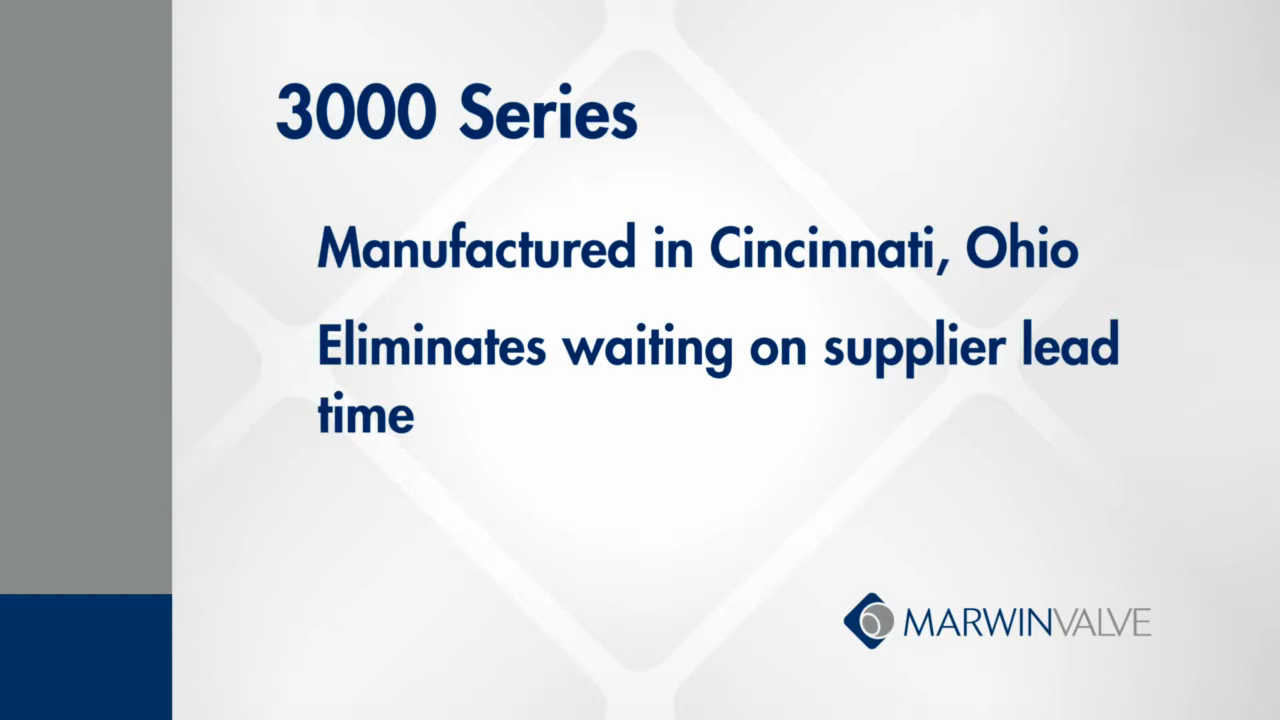 3000 Series
Manufactured in Cincinnati, Ohio
Eliminates waiting on supplier lead
time
MARWINVALVE